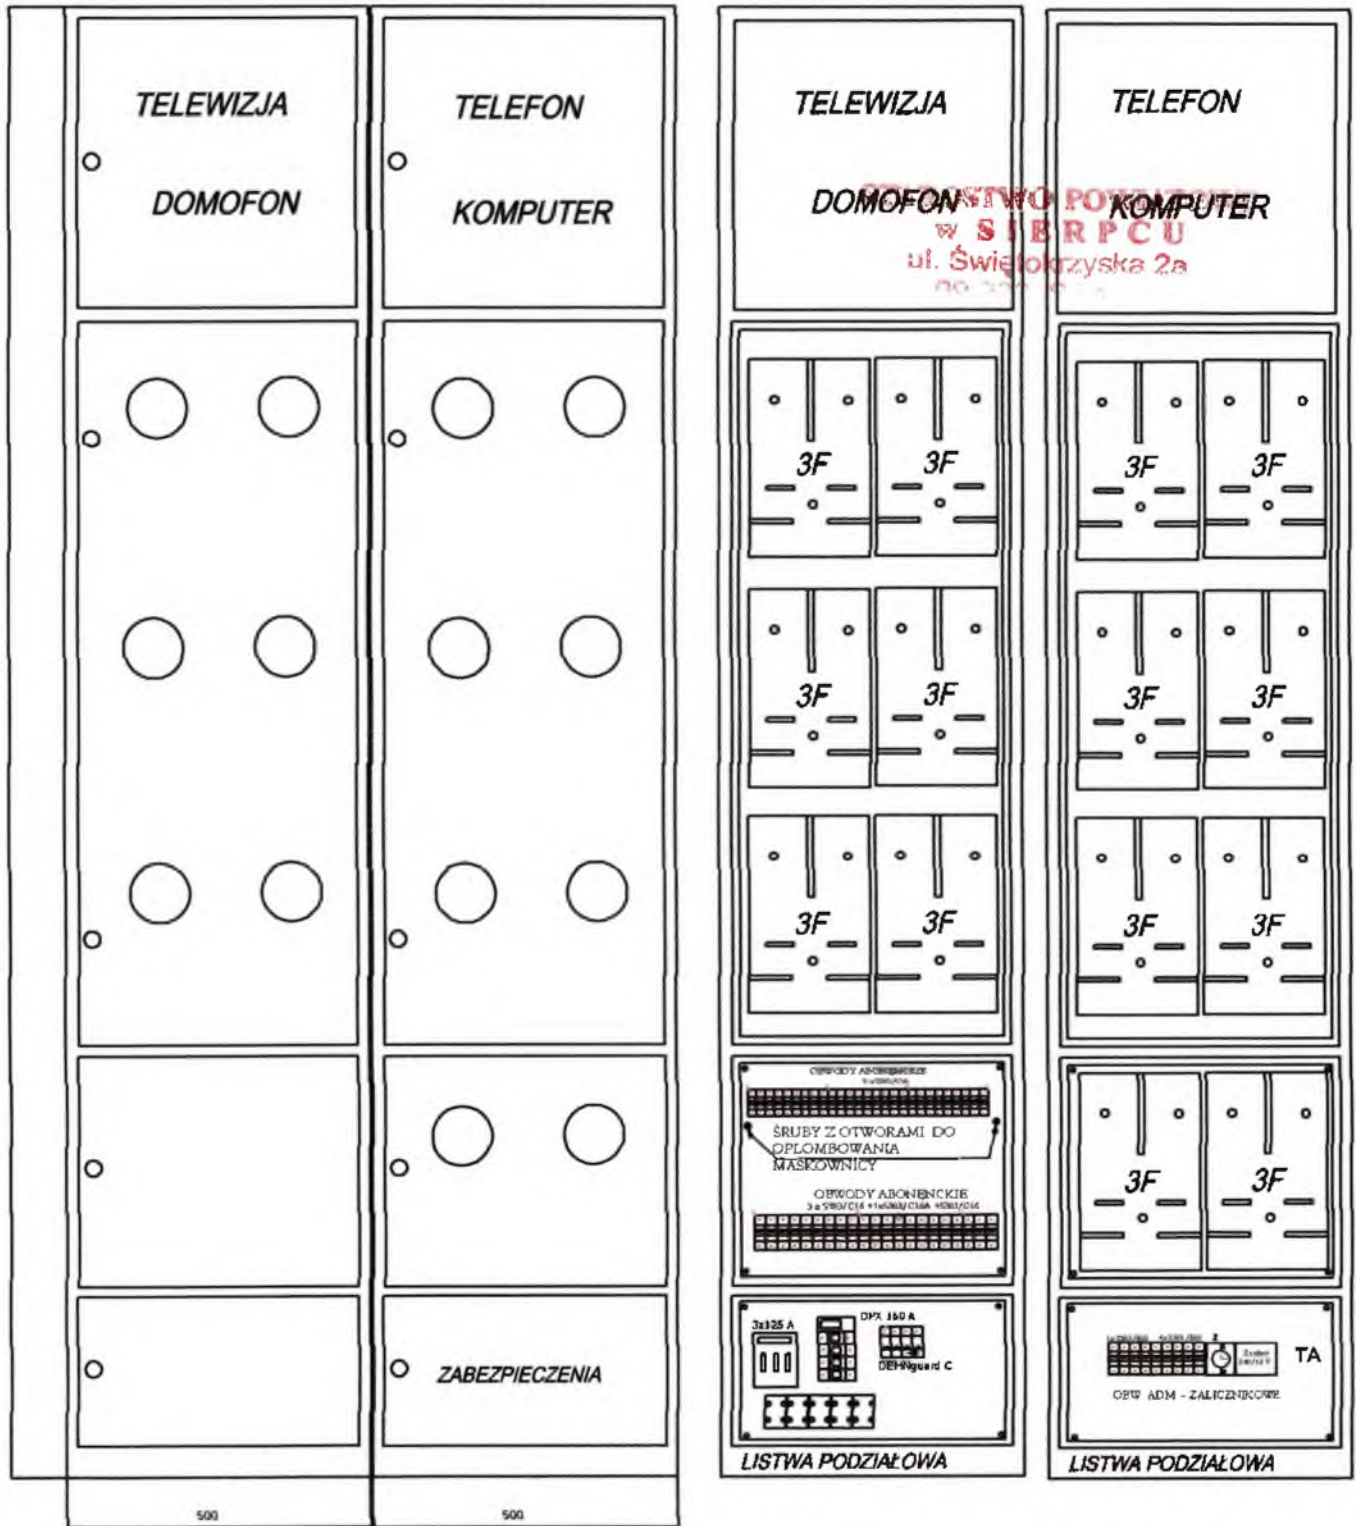 TELEWIZJA
DOMOFON
TELEFON
KOMPUTER
TELEWIZJA
DOMOFON
TELEFON
KOMPUTER
w SIERPCU
ul. Świętokrzyska 2a
3F 3F
3F 3F
3F 3F
3F 3F
3F 3F
3F 3F
3F 3F
OBWODY ABONENCKIE
ŚRUBY Z OTWORAMI DO
OPLOMBOWANIA
MASKOWNICY
OBWODY ABONENCKIE
3x125 A
DPX 160 A
DEHNguard C
LISTWA PODZIAŁOWA
TA
OBW ADM - ZALICZNIKOWE
LISTWA PODZIAŁOWA
ZABEZPIECZENIA
500
500